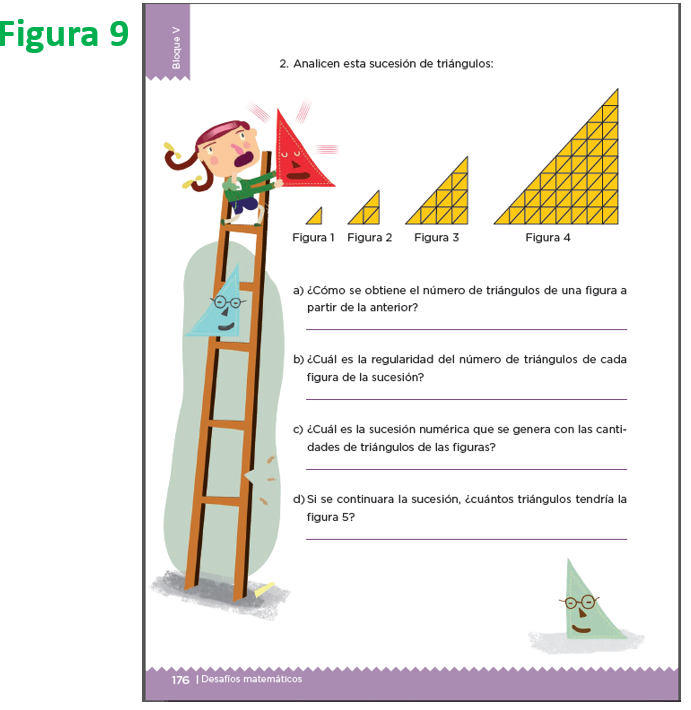 Figura 9
Bloque V
2. Analicen esta sucesión de triángulos:
Figura 1 Figura 2 Figura 3 Figura 4
a) ¿Cómo se obtiene el número de triángulos de una figura a
partir de la anterior?
b) ¿Cuál es la regularidad del número de triángulos de cada
figura de la sucesión?
c) ¿Cuál es la sucesión numérica que se genera con las canti-
dades de triángulos de las figuras?
d) Si se continuara la sucesión, ¿cuántos triángulos tendría la
figura 5?
176 | Desafíos matemáticos